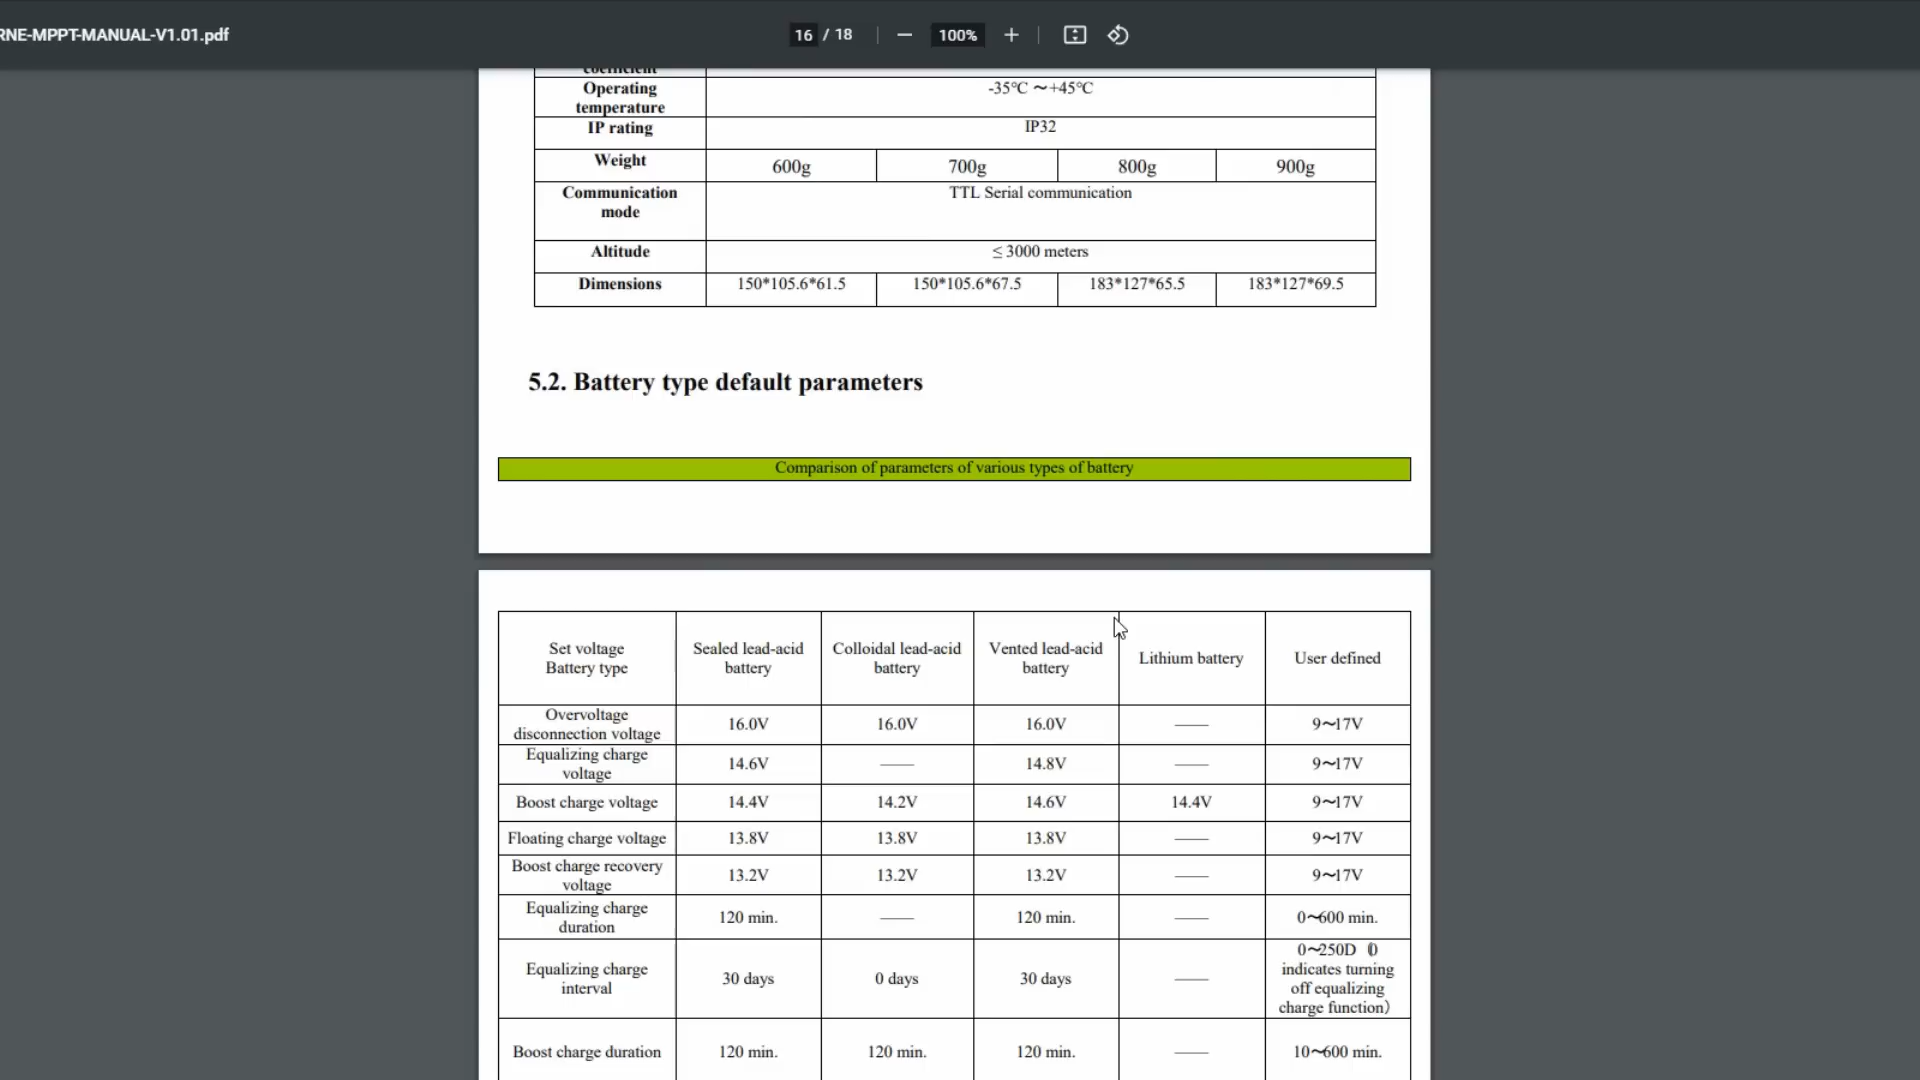 RNE-MPPT-MANUAL-V1.01.pdf
16 / 18
100%
coefficient
Operating
temperature
-35℃ ～+45℃
IP rating
IP32
Weight
600g
700g
800g
900g
Communication
mode
TTL Serial communication
Altitude
≤ 3000 meters
Dimensions
150*105.6*61.5
150*105.6*67.5
183*127*65.5
183*127*69.5
5.2. Battery type default parameters
Comparison of parameters of various types of battery
Set voltage
Battery type
Sealed lead-acid
battery
Colloidal lead-acid
battery
Vented lead-acid
battery
Lithium battery
User defined
Overvoltage
disconnection voltage
16.0V
16.0V
16.0V
——
9～17V
Equalizing charge
voltage
14.6V
——
14.8V
——
9～17V
Boost charge voltage
14.4V
14.2V
14.6V
14.4V
9～17V
Floating charge voltage
13.8V
13.8V
13.8V
——
9～17V
Boost charge recovery
voltage
13.2V
13.2V
13.2V
——
9～17V
Equalizing charge
duration
120 min.
——
120 min.
——
0～600 min.
Equalizing charge
interval
30 days
0 days
30 days
——
0～250D（0
indicates turning
off equalizing
charge function）
Boost charge duration
120 min.
120 min.
120 min.
——
10～600 min.